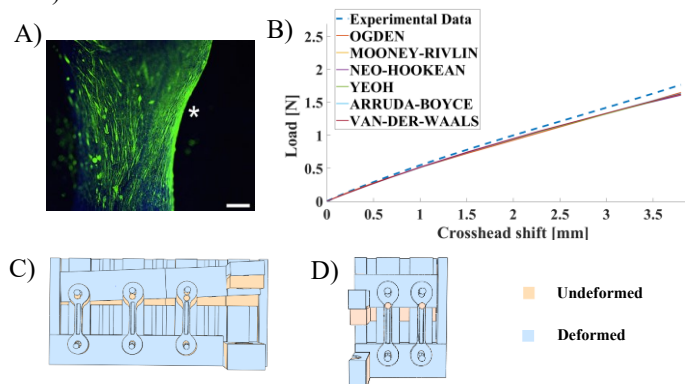 A)
*
B)
Experimental Data
OGDEN
MOONEY-RIVLIN
NEO-HOOKEAN
YEOH
ARRUDA-BOYCE
VAN-DER-WAALS
Load [N]
2.5
2
1.5
1
0.5
0
0 0.5 1 1.5 2 2.5 3 3.5
Crosshead shift [mm]
C)
D)
Undeformed
Deformed